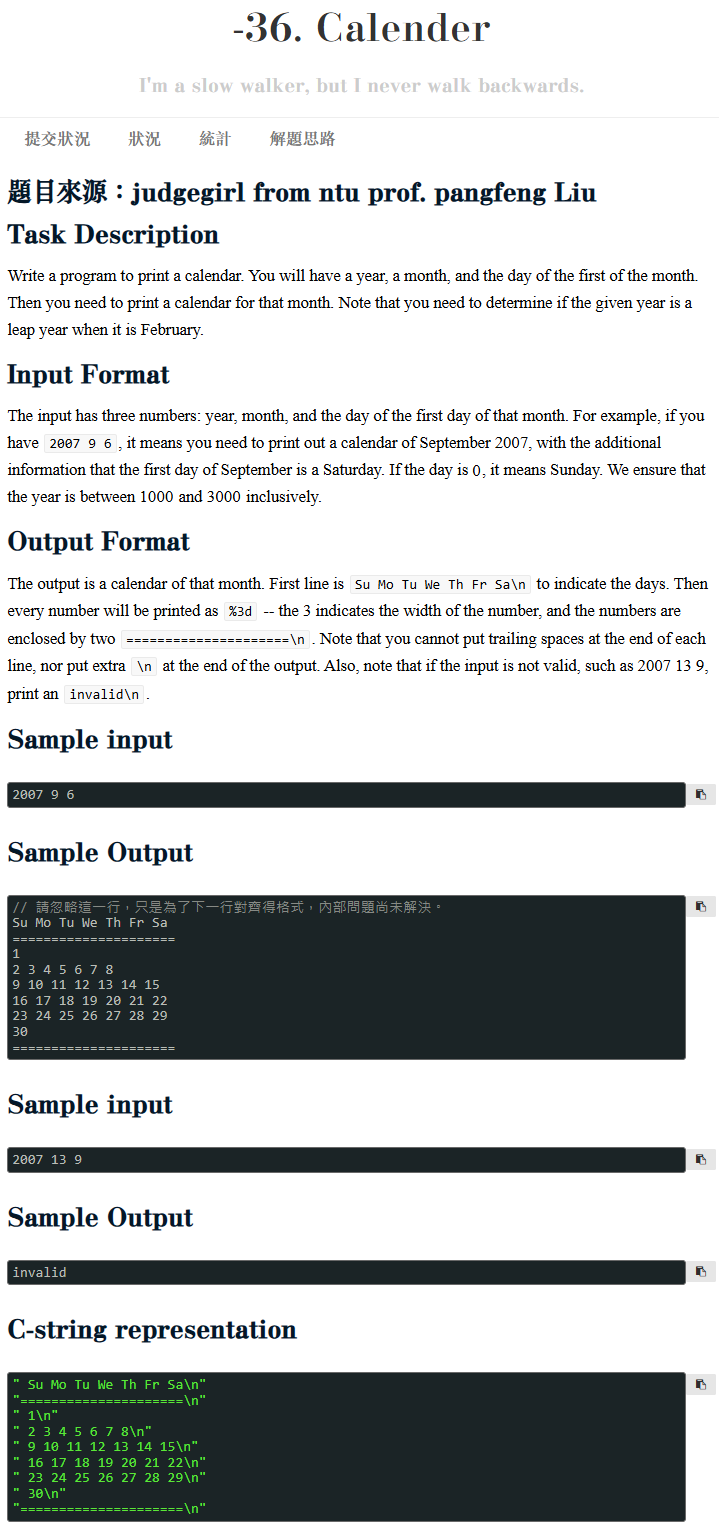 -36. Calender
I'm a slow walker, but I never walk backwards.
提交狀況 狀況 統計 解題思路
題目來源：judgegirl from ntu prof. pangfeng Liu
Task Description
Write a program to print a calendar. You will have a year, a month, and the day of the first of the month.
Then you need to print a calendar for that month. Note that you need to determine if the given year is a
leap year when it is February.
Input Format
The input has three numbers: year, month, and the day of the first day of that month. For example, if you
have 2007 9 6 , it means you need to print out a calendar of September 2007, with the additional
information that the first day of September is a Saturday. If the day is 0, it means Sunday. We ensure that
the year is between 1000 and 3000 inclusively.
Output Format
The output is a calendar of that month. First line is Su Mo Tu We Th Fr Sa\n to indicate the days. Then
every number will be printed as %3d -- the 3 indicates the width of the number, and the numbers are
enclosed by two =====================\n . Note that you cannot put trailing spaces at the end of each
line, nor put extra \n at the end of the output. Also, note that if the input is not valid, such as 2007 13 9,
print an invalid\n .
Sample input
2007 9 6
Sample Output
// 請忽略這一行，只是為了下一行對齊得格式，內部問題尚未解決。
Su Mo Tu We Th Fr Sa
=====================
1
2 3 4 5 6 7 8
9 10 11 12 13 14 15
16 17 18 19 20 21 22
23 24 25 26 27 28 29
30
=====================
Sample input
2007 13 9
Sample Output
invalid
C-string representation
" Su Mo Tu We Th Fr Sa\n"
"=====================\n"
" 1\n"
" 2 3 4 5 6 7 8\n"
" 9 10 11 12 13 14 15\n"
" 16 17 18 19 20 21 22\n"
" 23 24 25 26 27 28 29\n"
" 30\n"
"=====================\n"